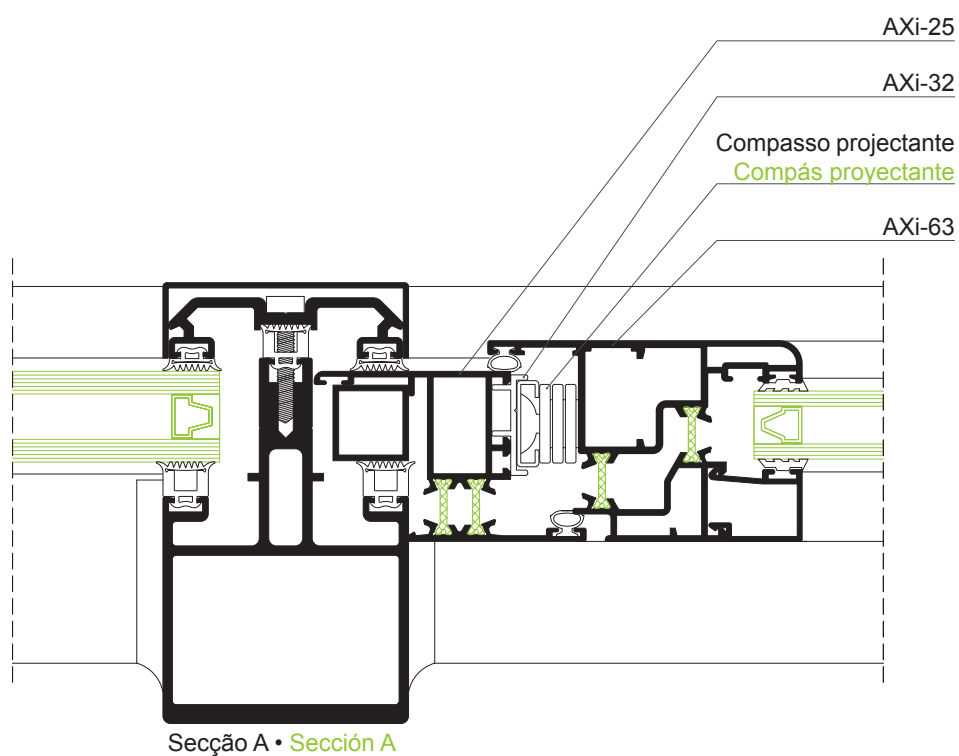 AXi-25
AXi-32
Compasso projectante
Compás proyectante
AXi-63
Secção A • Sección A